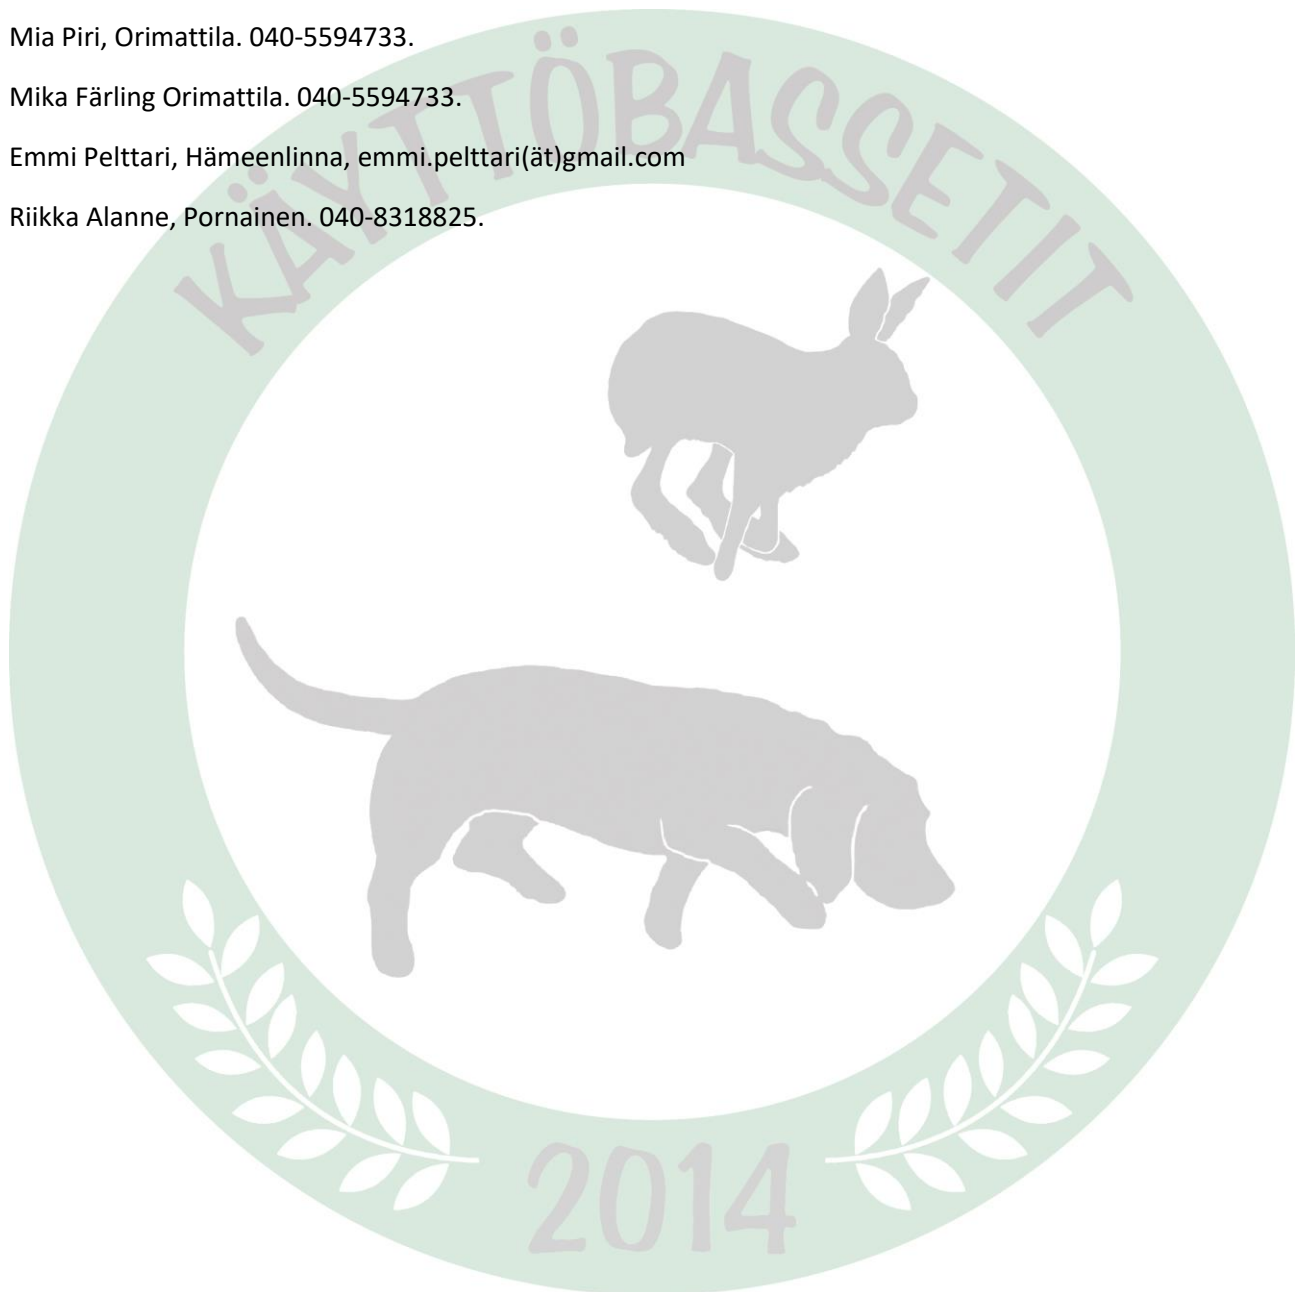 Mia Piri, Orimattila. 040-5594733.
Mika Färling Orimattila. 040-5594733.
Emmi Pelttari, Hämeenlinna, emmi.pelttari(ät)gmail.com
Riikka Alanne, Pornainen. 040-8318825.
KÄYTTÖBASSETIT
2014